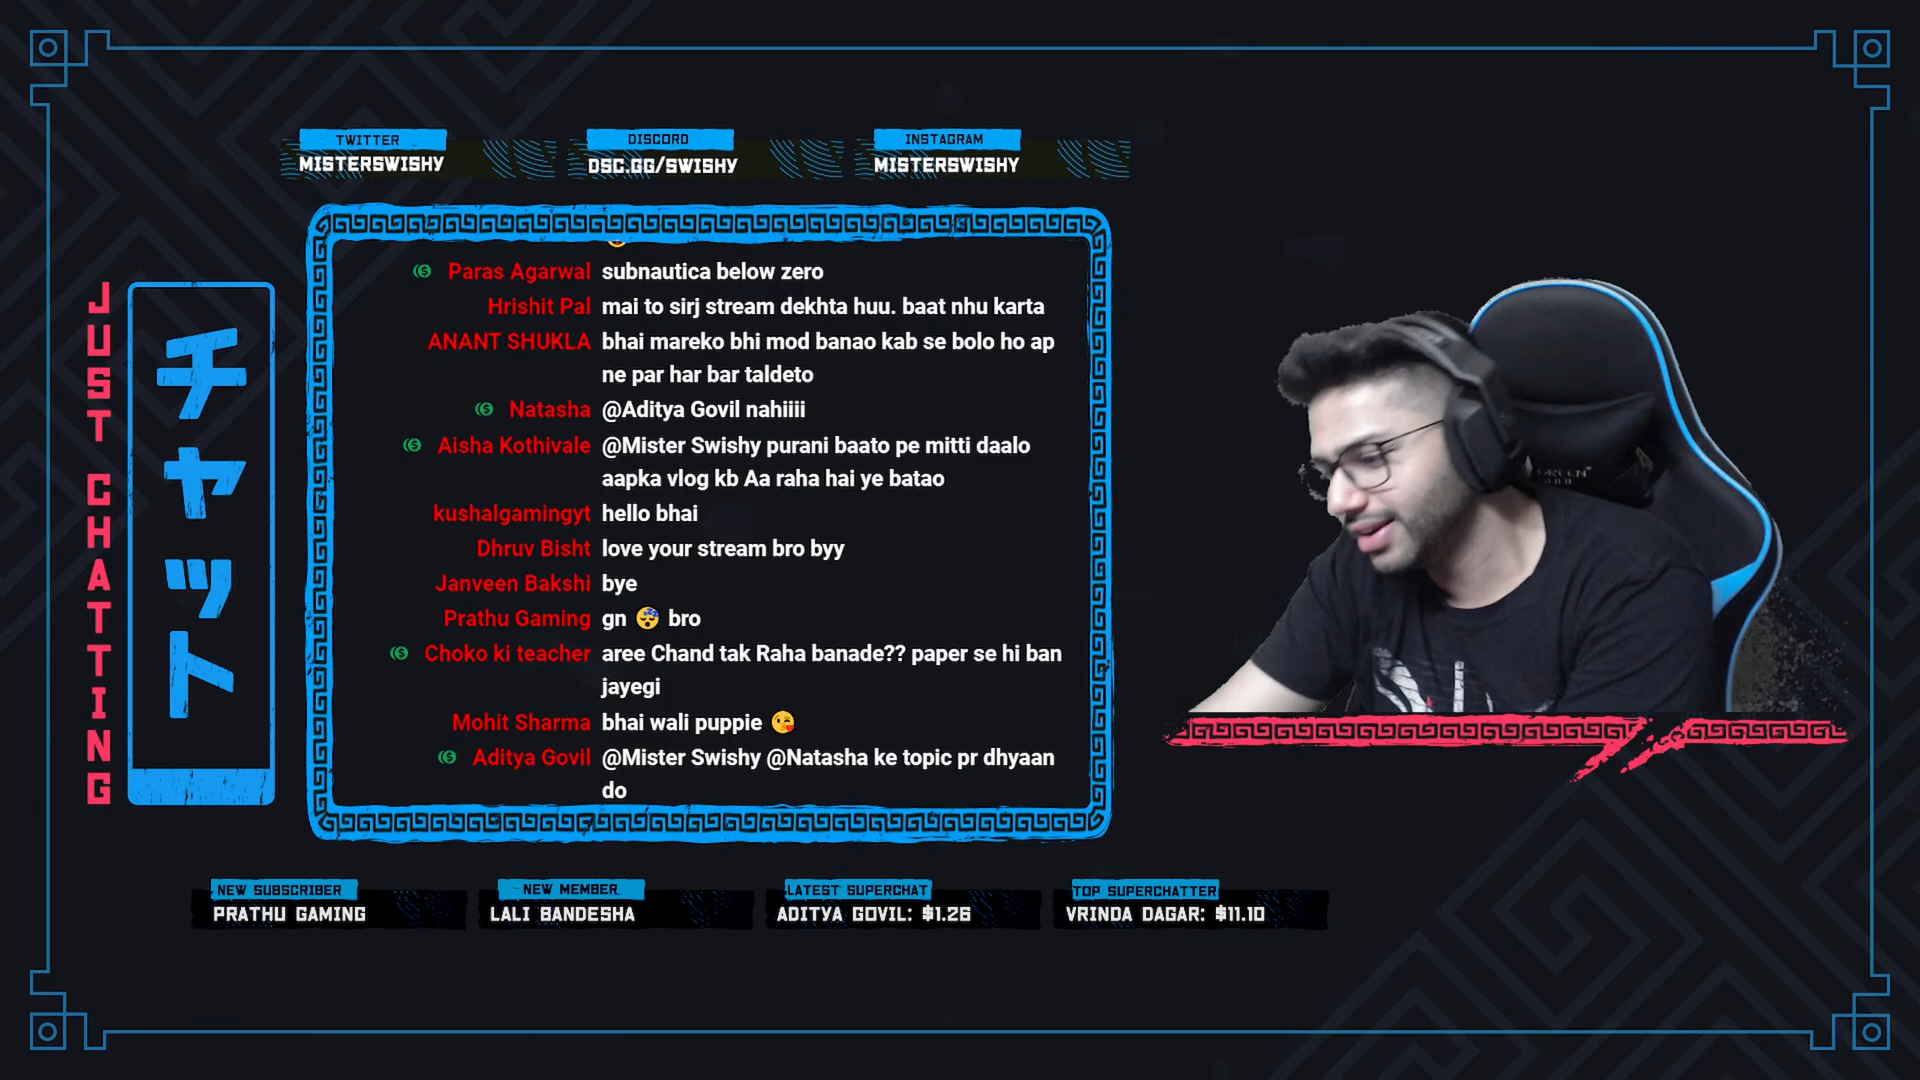 TWITTER
MISTERSWISHY
DISCORD
DSC.GG/SWISHY
INSTAGRAM
MISTERSWISHY
JUST CHATTING
チャット
Paras Agarwal subnautica below zero
Hrishit Pal mai to sirj stream dekhta huu. baat nhu karta
ANANT SHUKLA bhai mareko bhi mod banao kab se bolo ho ap
ne par har bar taldeto
Natasha @Aditya Govil nahiiii
Aisha Kothivale @Mister Swishy purani baato pe mitti daalo
aapka vlog kb Aa raha hai ye batao
kushalgamingyt hello bhai
Dhruv Bisht love your stream bro byy
Janveen Bakshi bye
Prathu Gaming gn 😴 bro
Choko ki teacher aree Chand tak Raha banade?? paper se hi ban
jayegi
Mohit Sharma bhai wali puppie 😘
Aditya Govil @Mister Swishy @Natasha ke topic pr dhyaan
do
NEW SUBSCRIBER
PRATHU GAMING
NEW MEMBER
LALI BANDESHA
LATEST SUPERCHAT
ADITYA GOVIL: $1.26
TOP SUPERCHATTER
VRINDA DAGAR: $11.10